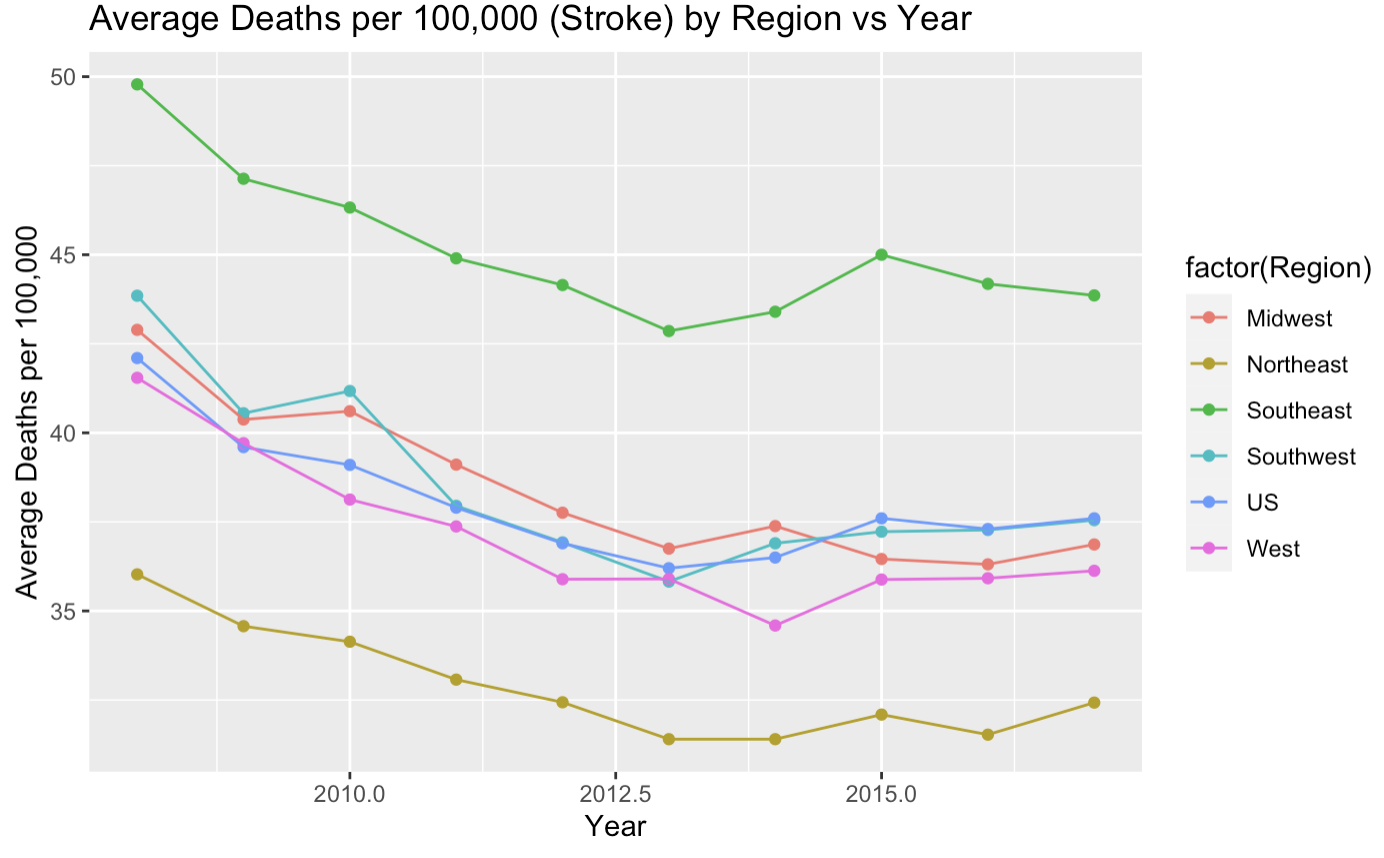 Average Deaths per 100,000 (Stroke) by Region vs Year
50
45
40
35
Average Deaths per 100,000
2010.0 2012.5 2015.0
Year
factor(Region)
Midwest
Northeast
Southeast
Southwest
US
West